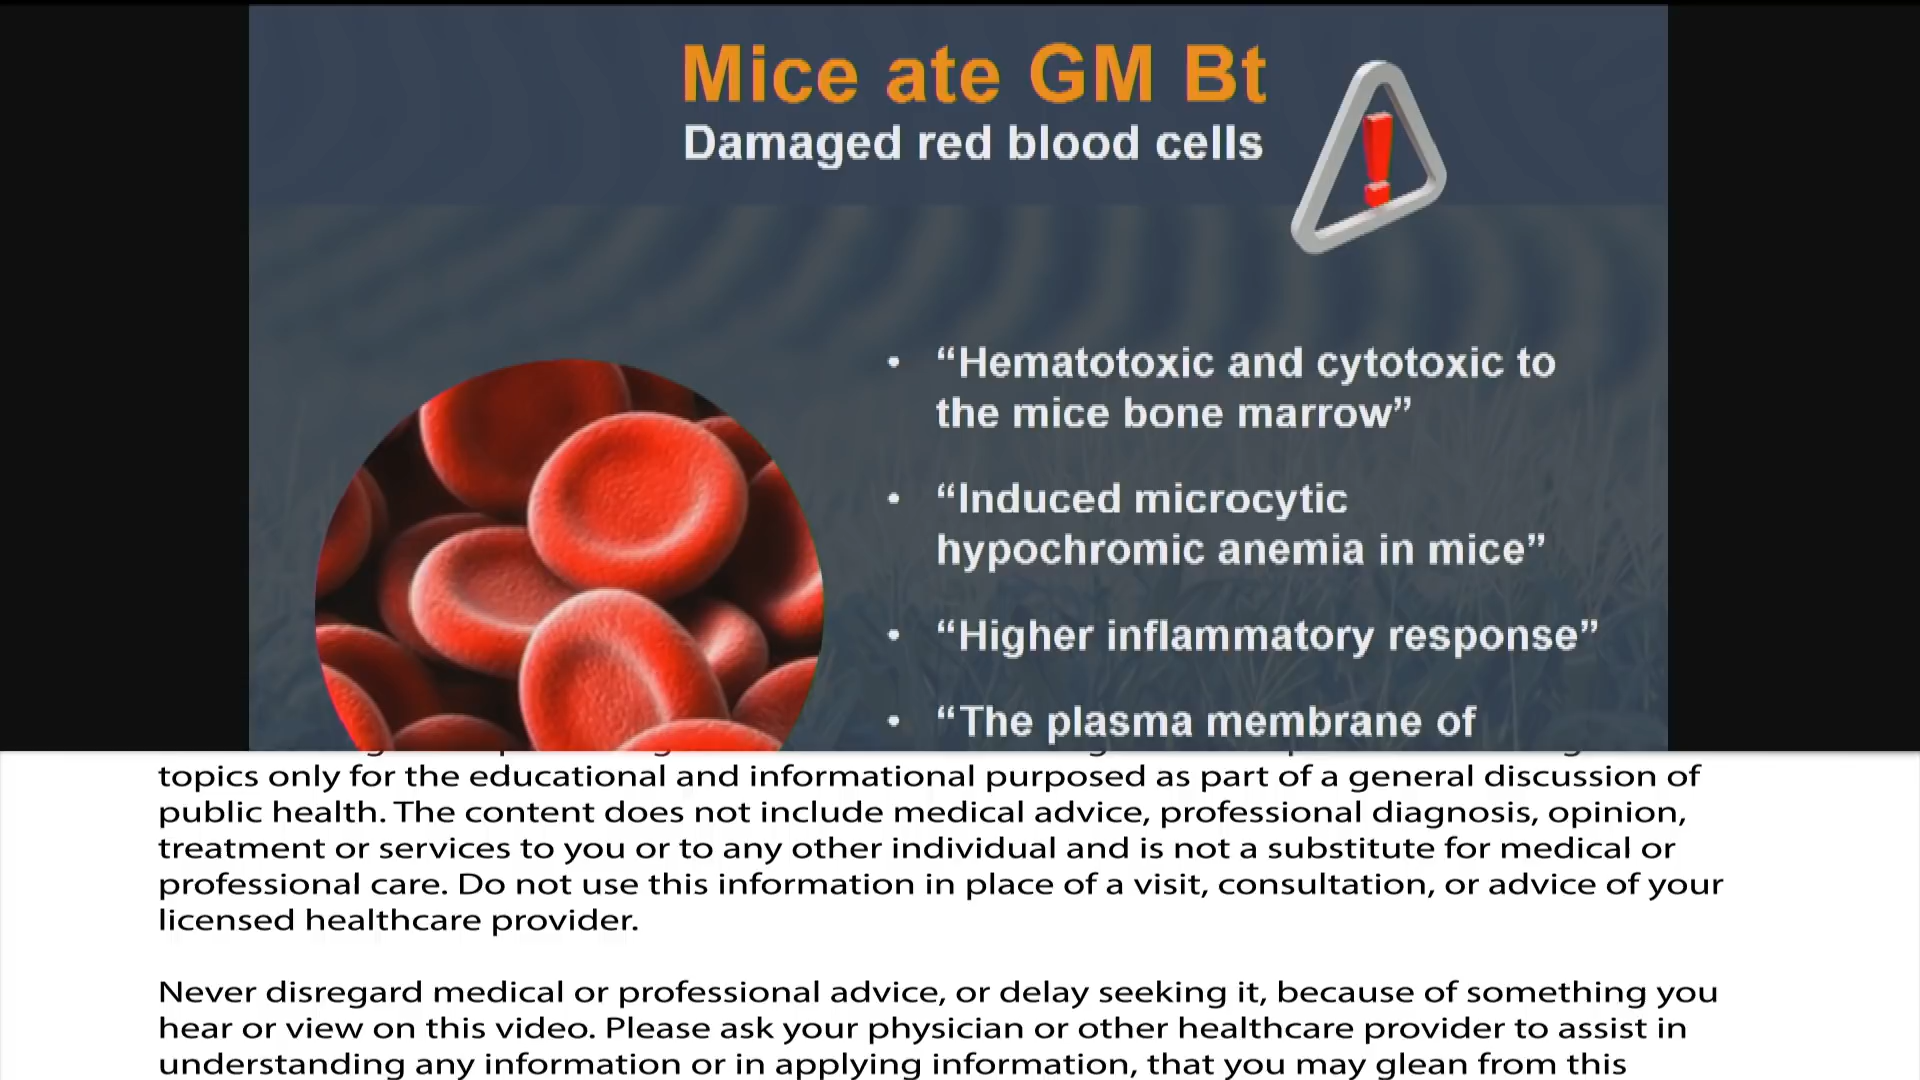 Mice ate GM Bt
Damaged red blood cells
• “Hematotoxic and cytotoxic to
the mice bone marrow”
• “Induced microcytic
hypochromic anemia in mice”
• “Higher inflammatory response”
• “The plasma membrane of
topics only for the educational and informational purposed as part of a general discussion of
public health. The content does not include medical advice, professional diagnosis, opinion,
treatment or services to you or to any other individual and is not a substitute for medical or
professional care. Do not use this information in place of a visit, consultation, or advice of your
licensed healthcare provider.
Never disregard medical or professional advice, or delay seeking it, because of something you
hear or view on this video. Please ask your physician or other healthcare provider to assist in
understanding any information or in applying information, that you may glean from this